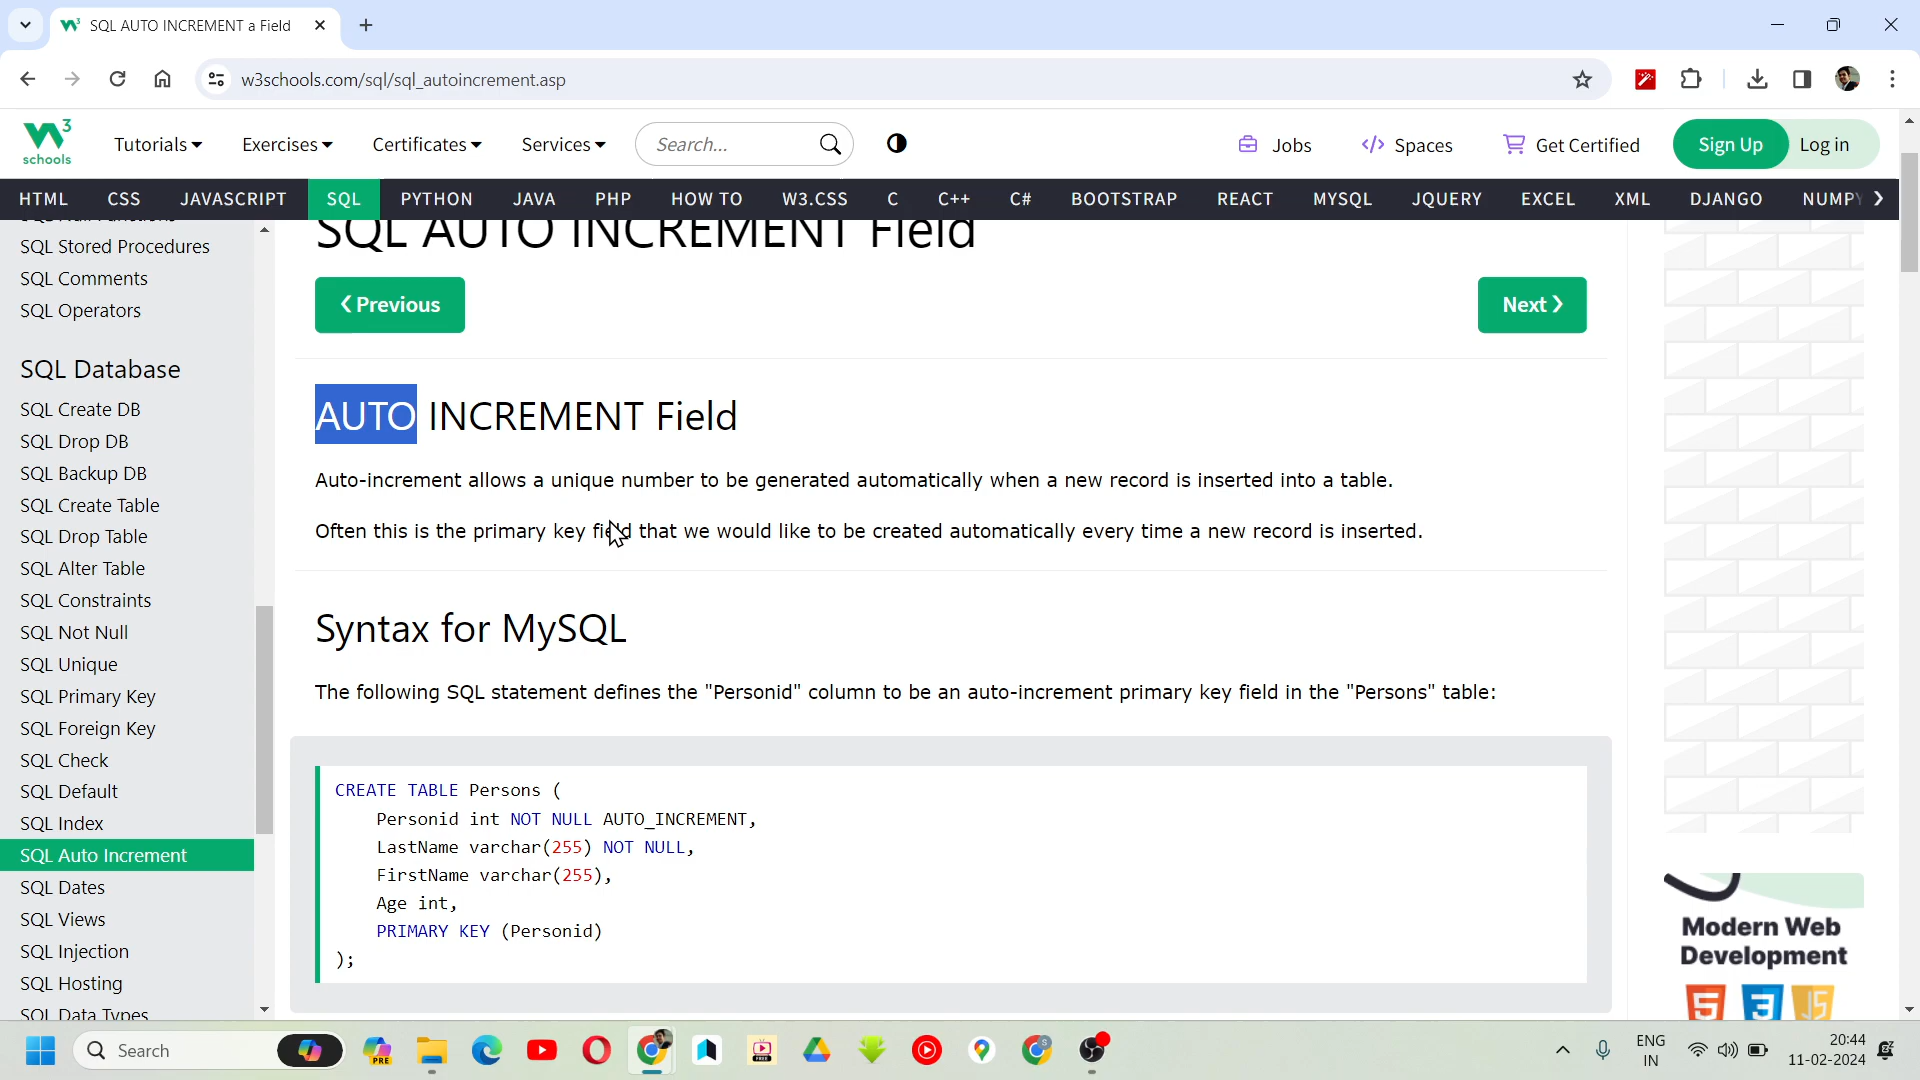 SQL AUTO INCREMENT a Field
w3schools.com/sql/sql_autoincrement.asp
W3 schools
Tutorials
Exercises
Certificates
Services
Search...
Jobs
Spaces
Get Certified
Sign Up
Log in
HTML CSS JAVASCRIPT SQL PYTHON JAVA PHP HOW TO W3.CSS C C++ C# BOOTSTRAP REACT MYSQL JQUERY EXCEL XML DJANGO NUMPY
SQL Stored Procedures
SQL Comments
SQL Operators
SQL Database
SQL Create DB
SQL Drop DB
SQL Backup DB
SQL Create Table
SQL Drop Table
SQL Alter Table
SQL Constraints
SQL Not Null
SQL Unique
SQL Primary Key
SQL Foreign Key
SQL Check
SQL Default
SQL Index
SQL Auto Increment
SQL Dates
SQL Views
SQL Injection
SQL Hosting
SQL Data Types
SQL AUTO INCREMENT Field
❮ Previous
Next ❯
AUTO INCREMENT Field
Auto-increment allows a unique number to be generated automatically when a new record is inserted into a table.
Often this is the primary key field that we would like to be created automatically every time a new record is inserted.
Syntax for MySQL
The following SQL statement defines the "Personid" column to be an auto-increment primary key field in the "Persons" table:
CREATE TABLE Persons (
Personid int NOT NULL AUTO_INCREMENT,
LastName varchar(255) NOT NULL,
FirstName varchar(255),
Age int,
PRIMARY KEY (Personid)
);
Modern Web
Development
5 3 JS
Search
PRE
FREE
S
ENG
IN
20:44
11-02-2024